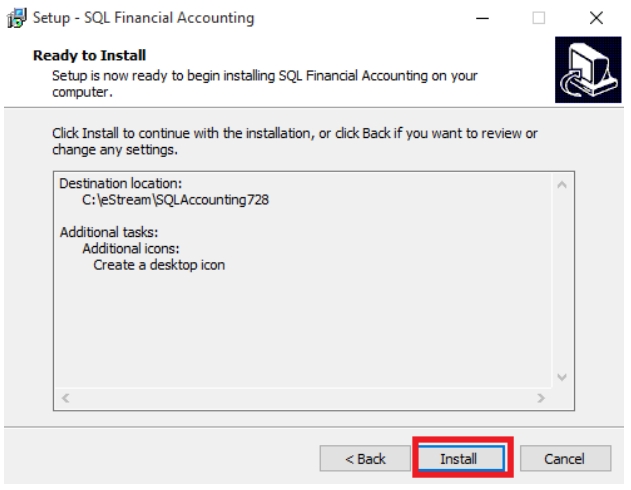 Setup - SQL Financial Accounting
Ready to Install
Setup is now ready to begin installing SQL Financial Accounting on your
computer.
Click Install to continue with the installation, or click Back if you want to review or
change any settings.
Destination location:
C:\eStream\SQLAccounting728
Additional tasks:
Additional icons:
Create a desktop icon
< Back
Install
Cancel